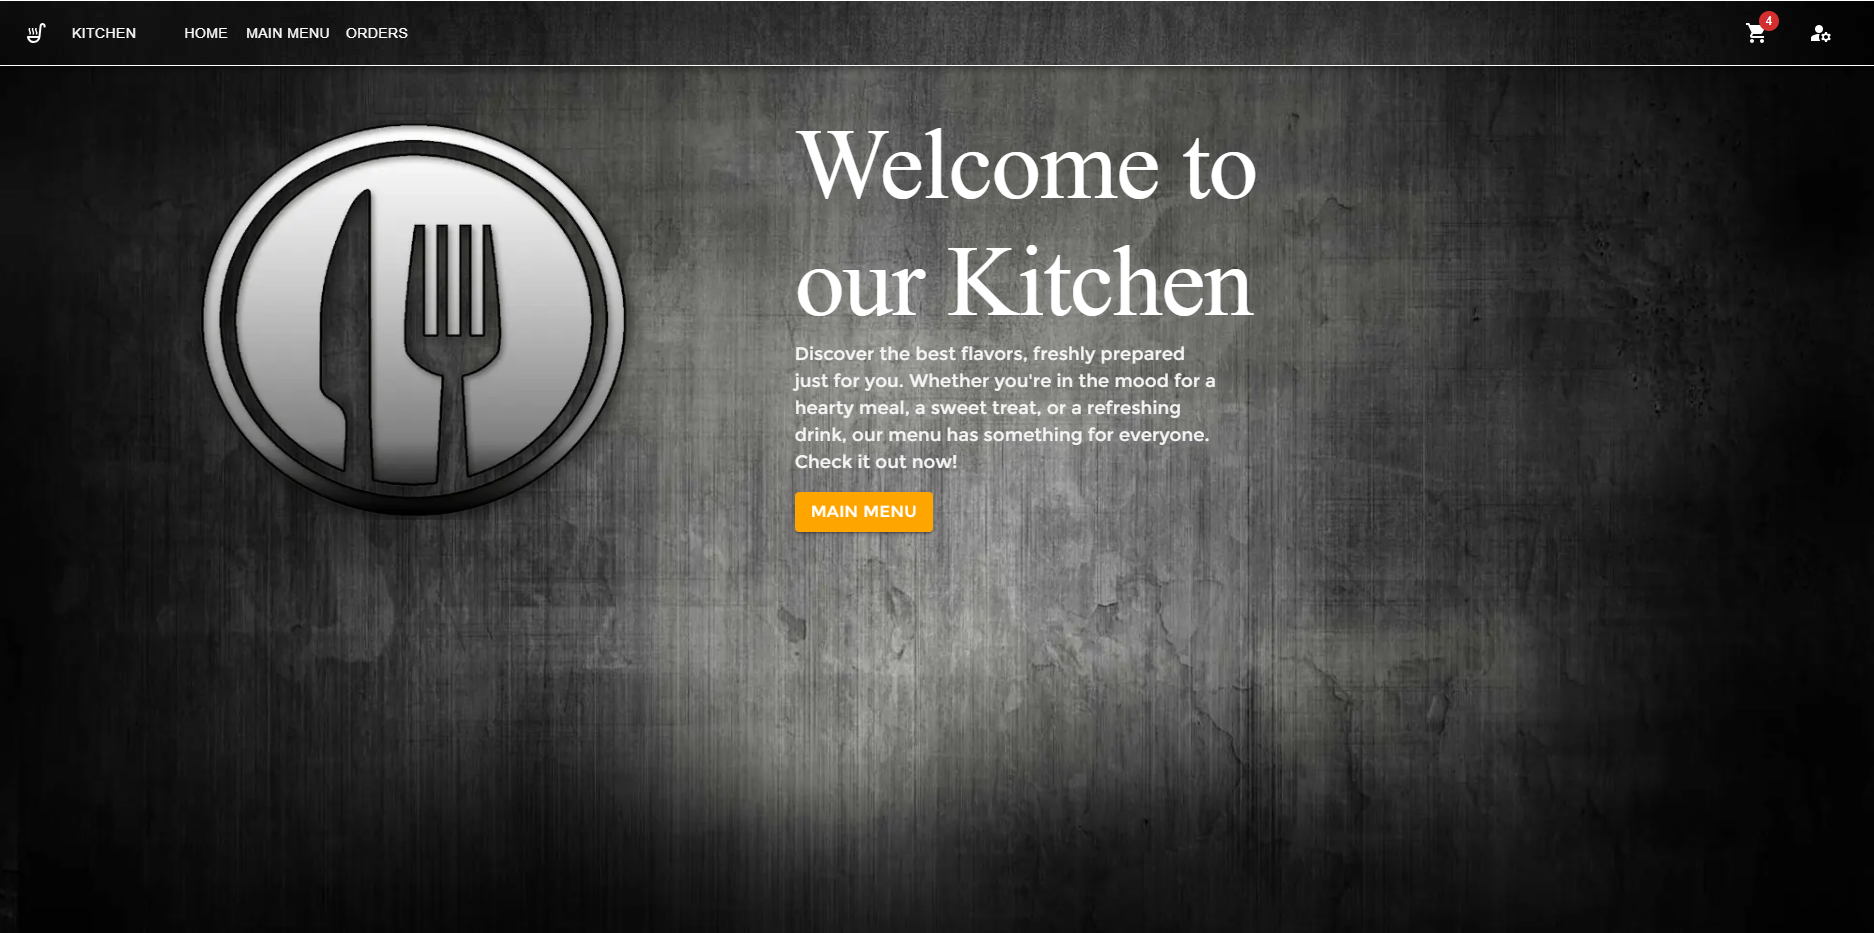 KITCHEN HOME MAIN MENU ORDERS 4
Welcome to
our Kitchen
Discover the best flavors, freshly prepared
just for you. Whether you're in the mood for a
hearty meal, a sweet treat, or a refreshing
drink, our menu has something for everyone.
Check it out now!
MAIN MENU